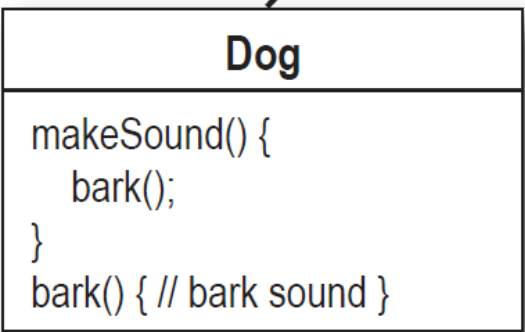 Dog
makeSound() {
bark();
}
bark() { // bark sound }